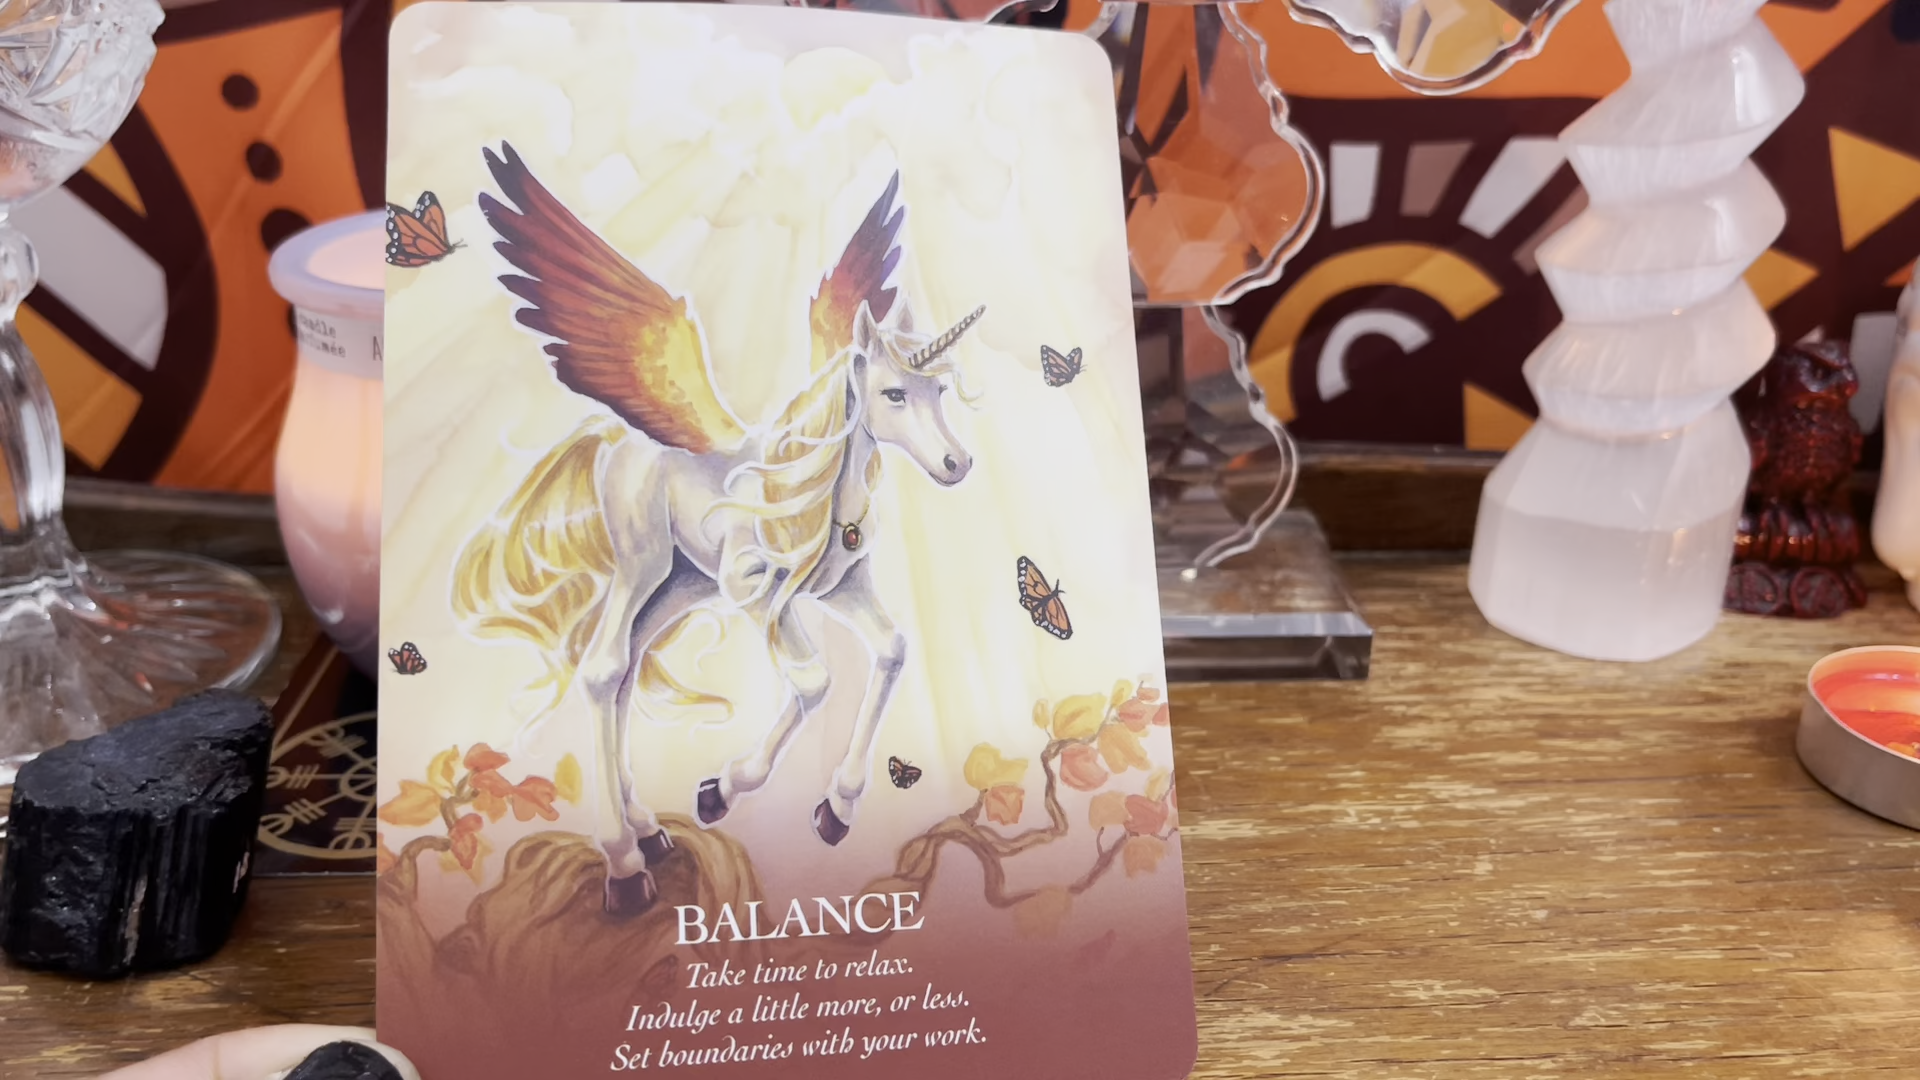 BALANCE
Take time to relax.
Indulge a little more, or less.
Set boundaries with your work.